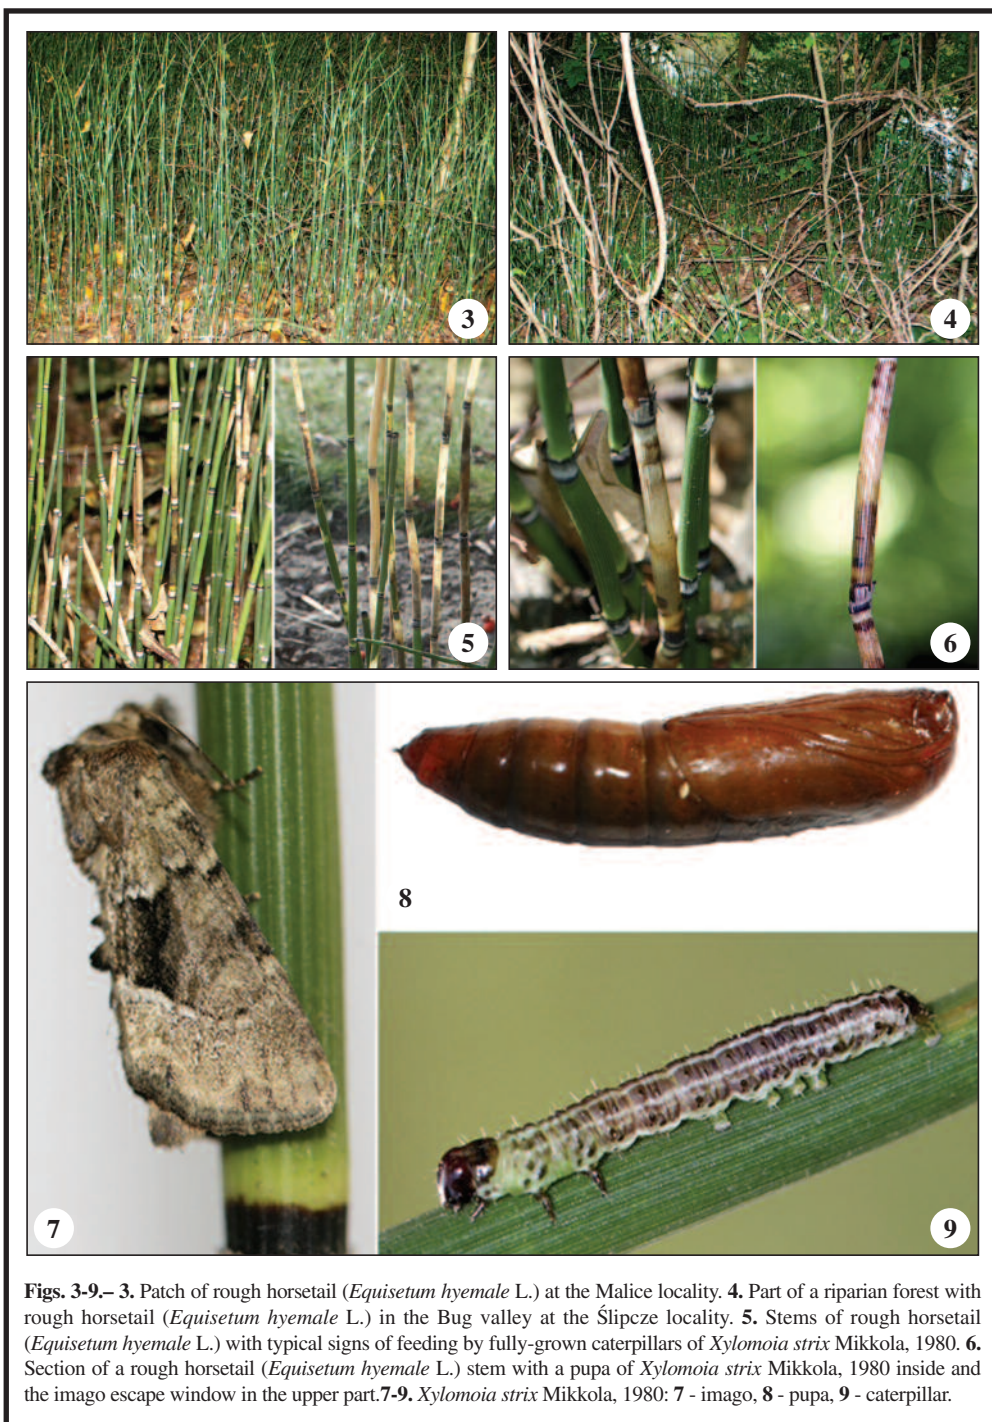 3
4
5
6
7
8
9
Figs. 3-9.– 3. Patch of rough horsetail (Equisetum hyemale L.) at the Malice locality. 4. Part of a riparian forest with
rough horsetail (Equisetum hyemale L.) in the Bug valley at the Ślipcze locality. 5. Stems of rough horsetail
(Equisetum hyemale L.) with typical signs of feeding by fully-grown caterpillars of Xylomoia strix Mikkola, 1980. 6.
Section of a rough horsetail (Equisetum hyemale L.) stem with a pupa of Xylomoia strix Mikkola, 1980 inside and
the imago escape window in the upper part.7-9. Xylomoia strix Mikkola, 1980: 7 - imago, 8 - pupa, 9 - caterpillar.